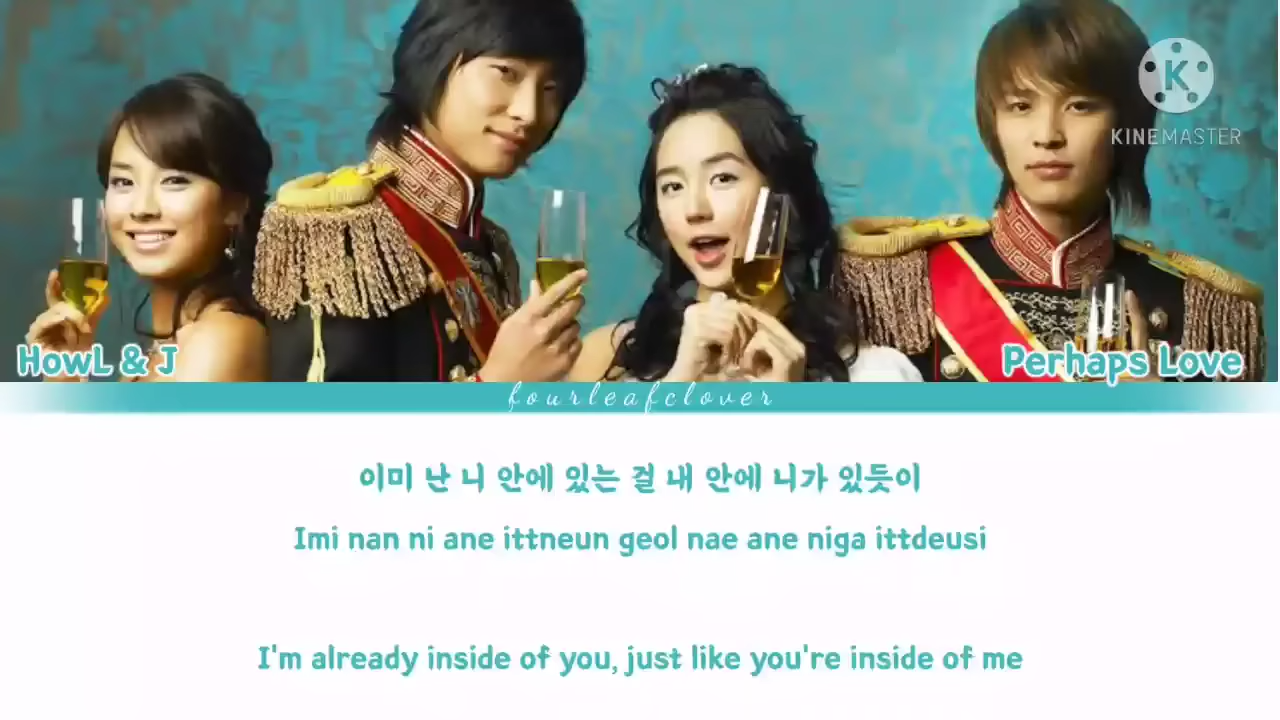 K
KINEMASTER
HowL & J
Perhaps Love
fourleafclover
이미 난 니 안에 있는 걸 내 안에 니가 있듯이
Imi nan ni ane ittneun geol nae ane niga ittdeusi
I'm already inside of you, just like you're inside of me